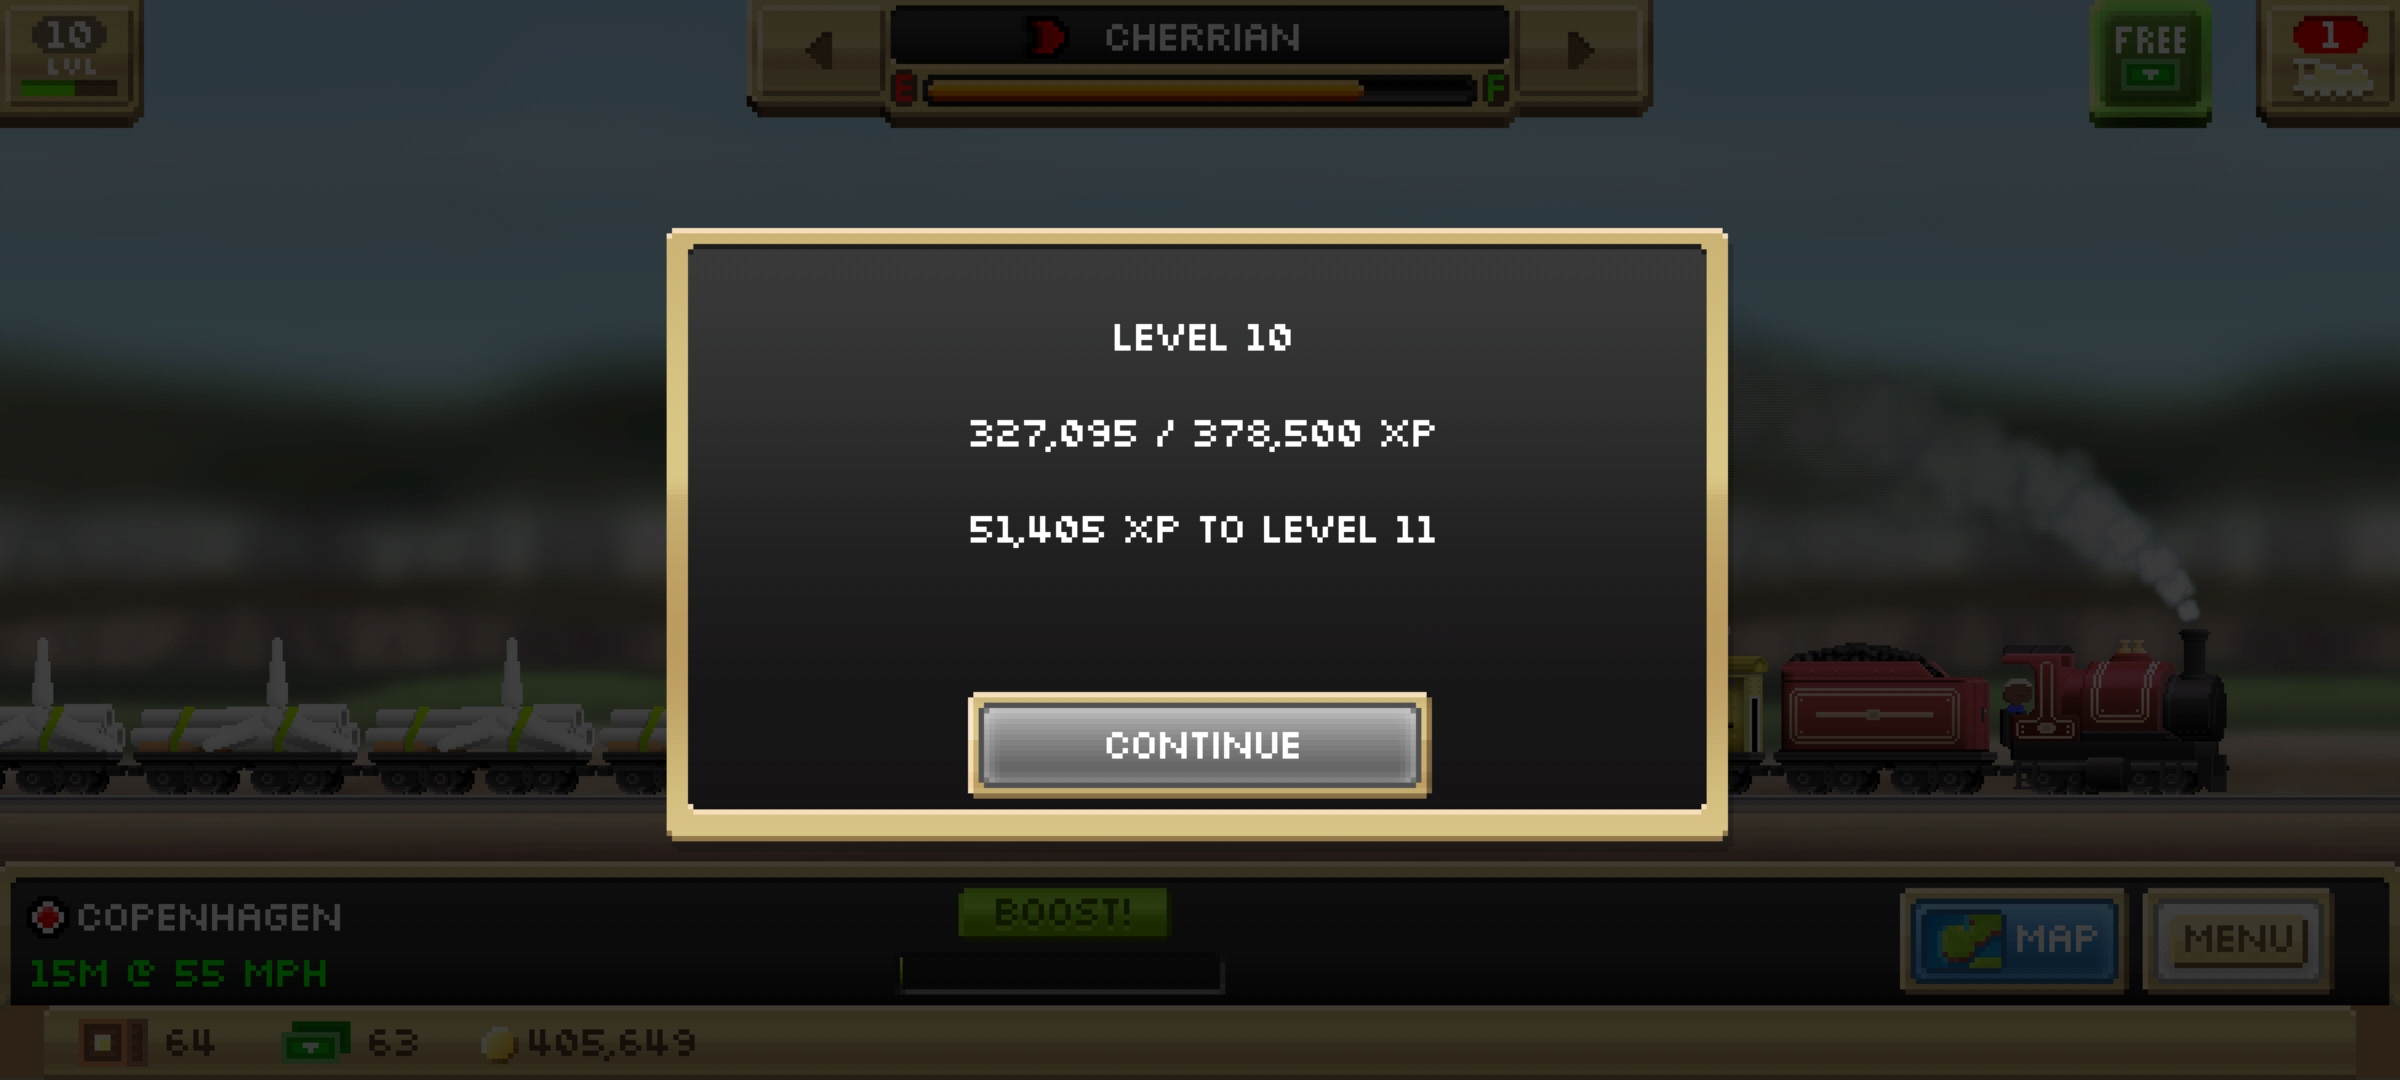 10
LVL
CHERRIAN
E F
FREE
1
LEVEL 10
327,095 / 378,500 XP
51,405 XP TO LEVEL 11
CONTINUE
COPENHAGEN
15M @ 55 MPH
BOOST!
MAP
MENU
64 63 405,649